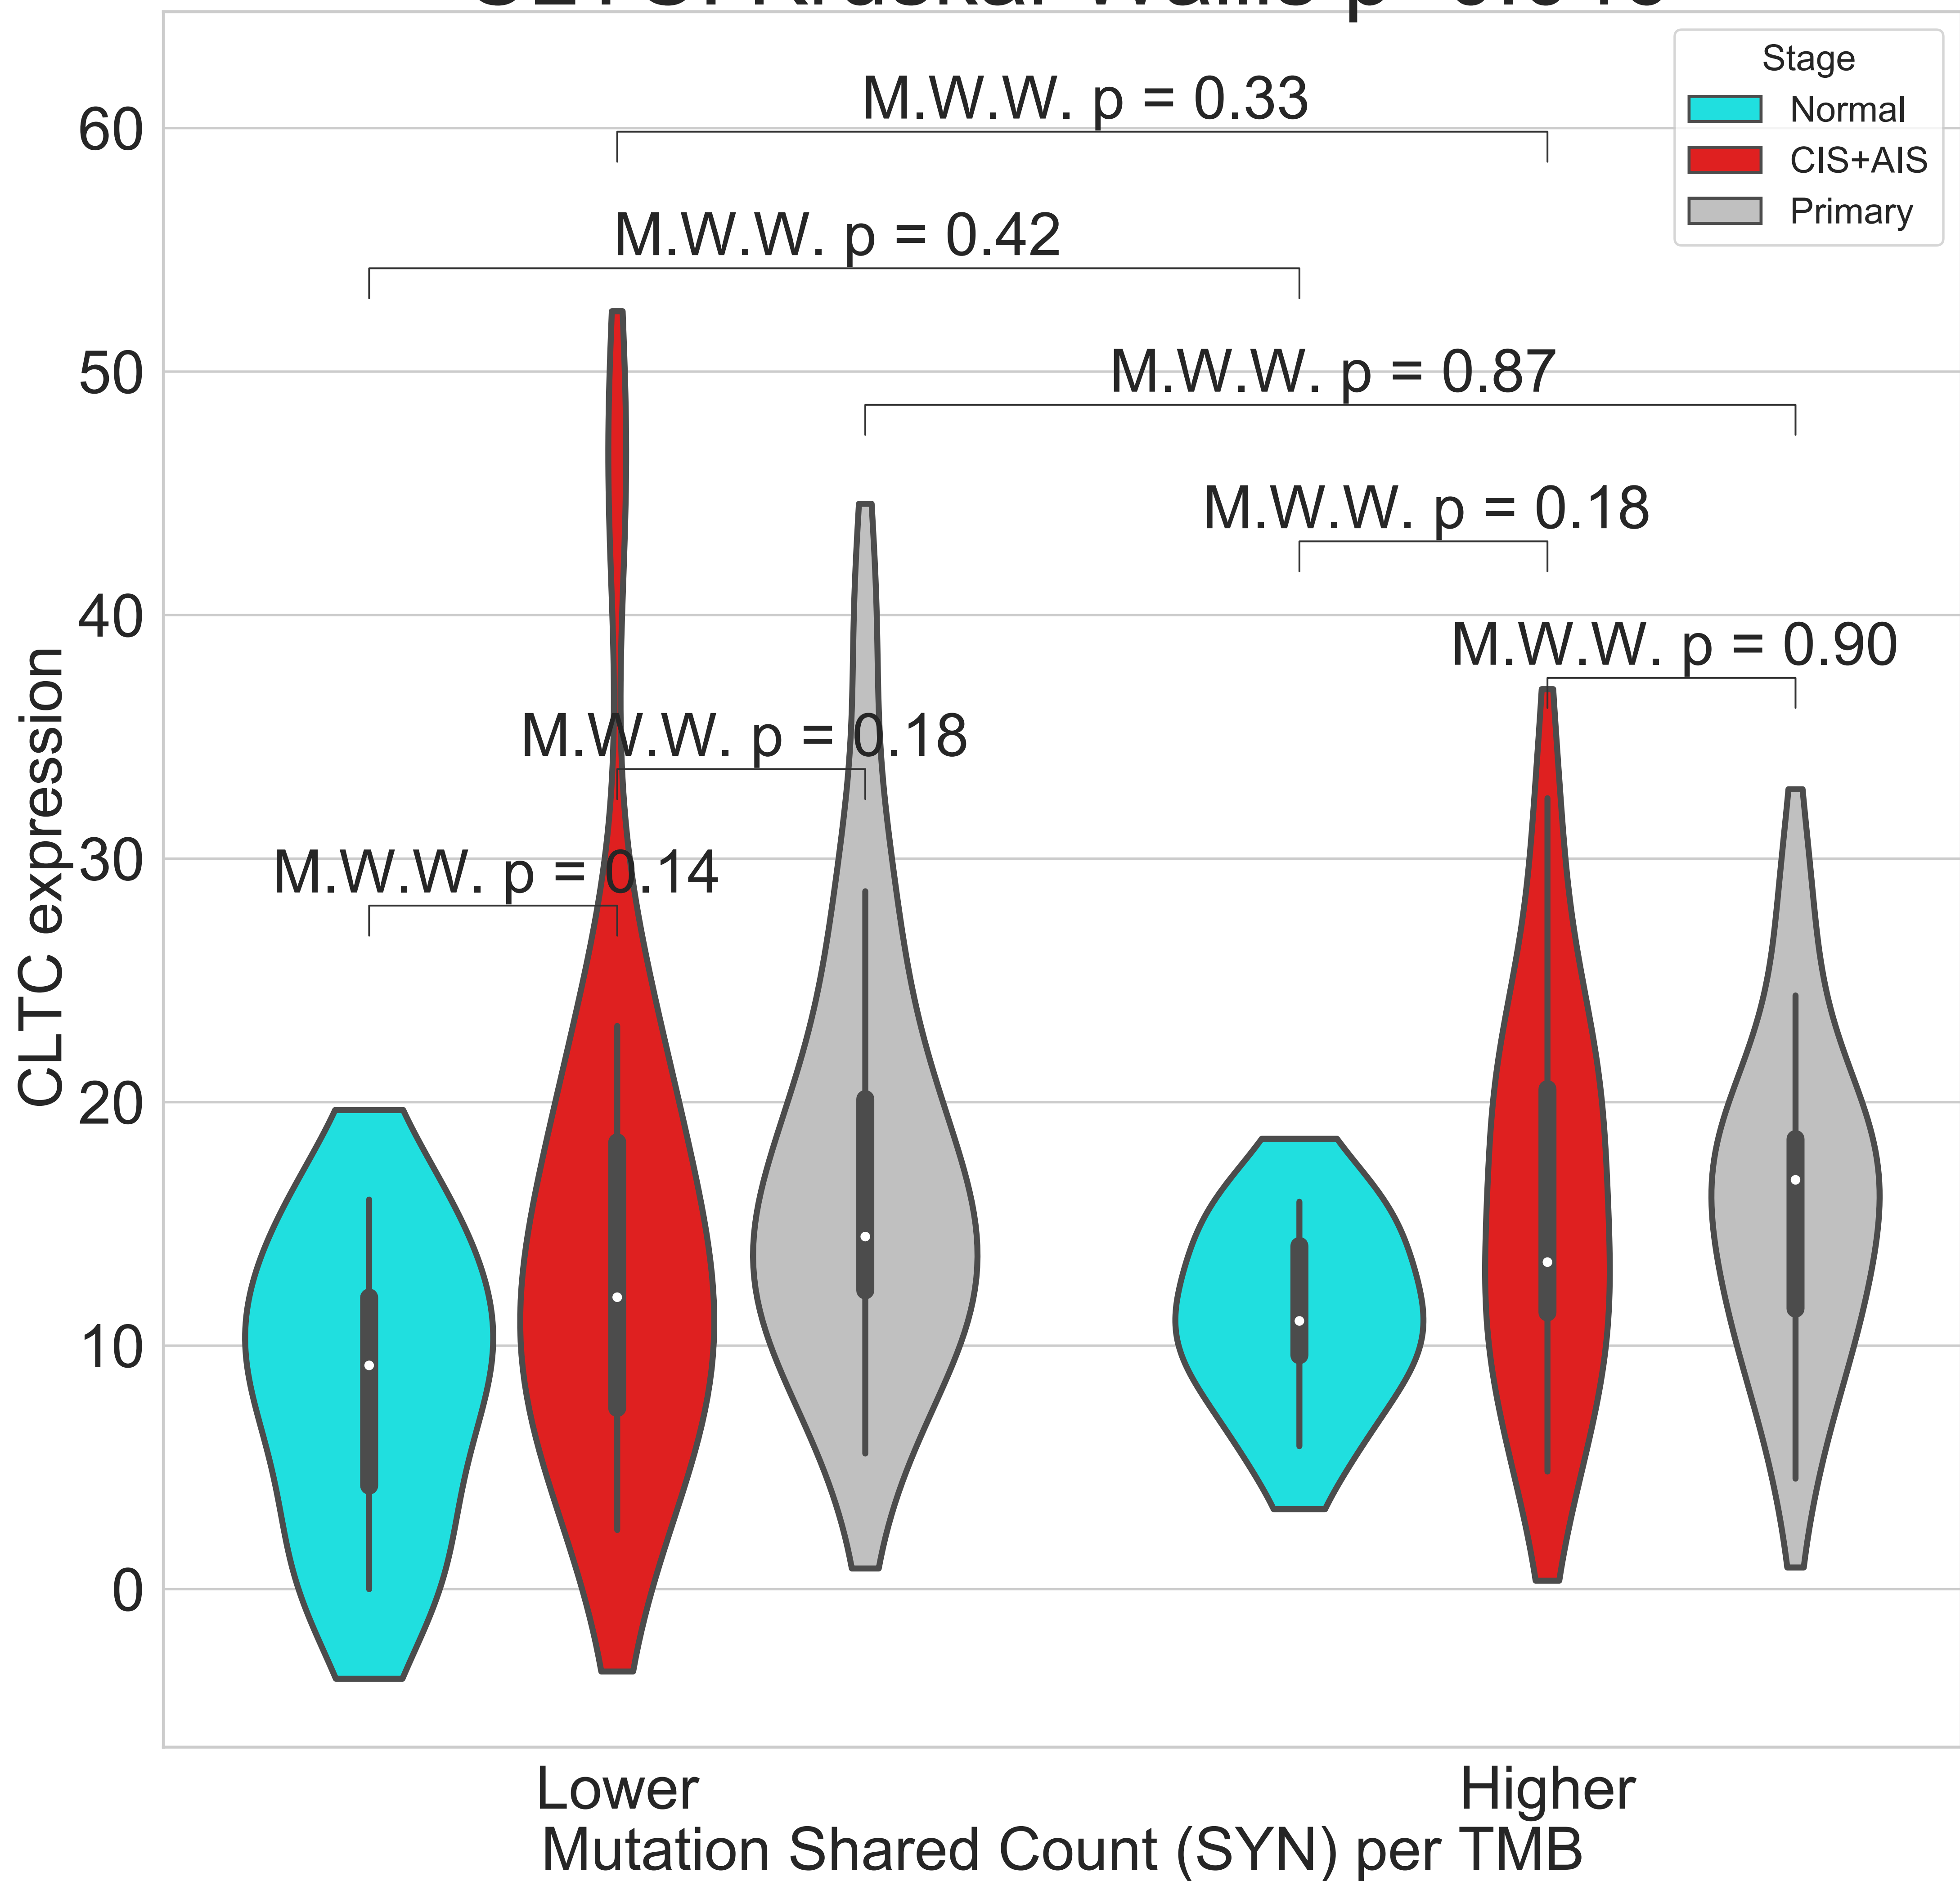 Stage
Normal
CIS+AIS
Primary
M.W.W. p = 0.33
M.W.W. p = 0.42
M.W.W. p = 0.87
M.W.W. p = 0.18
M.W.W. p = 0.90
M.W.W. p = 0.18
M.W.W. p = 0.14
60
50
40
30
20
10
0
CLTC expression
Lower
Higher
Mutation Shared Count (SYN) per TMB